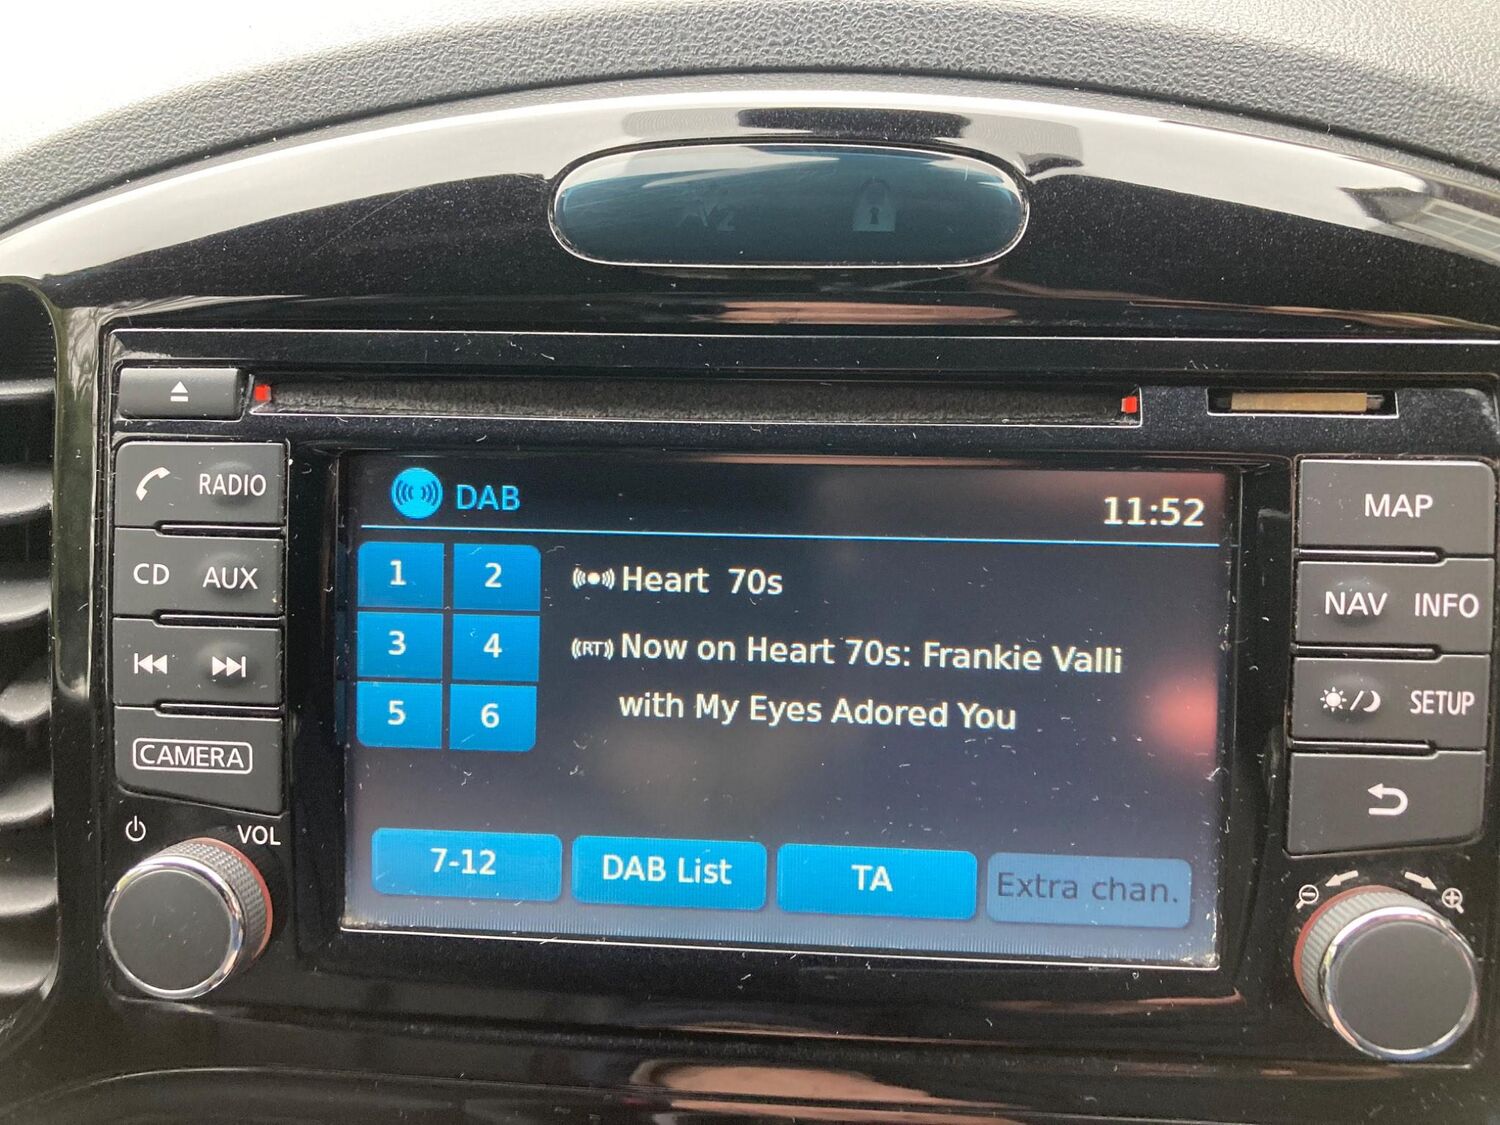 RADIO
CD AUX
CAMERA
VOL
DAB 11:52
1 2
3 4
5 6
Heart 70s
((RT)) Now on Heart 70s: Frankie Valli
with My Eyes Adored You
7-12 DAB List TA Extra chan.
MAP
NAV INFO
SETUP